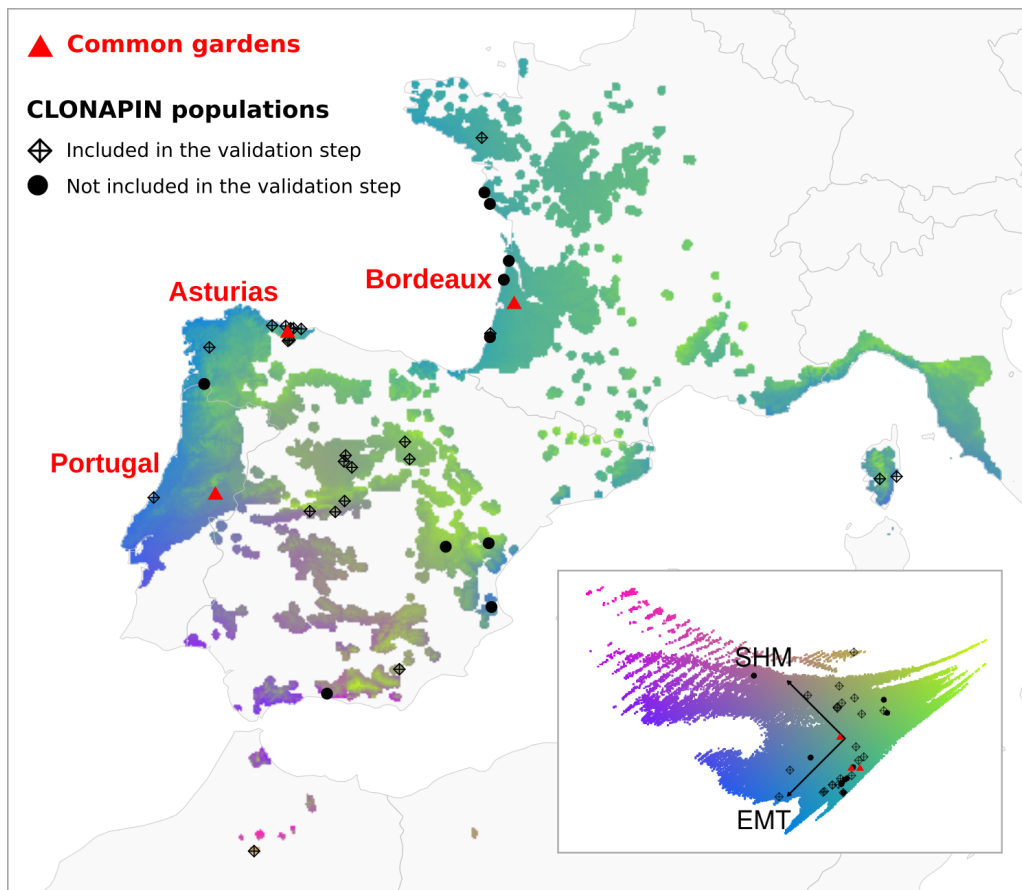 Common gardens
CLONAPIN populations
Included in the validation step
Not included in the validation step
Bordeaux
Asturias
Portugal
SHM
EMT